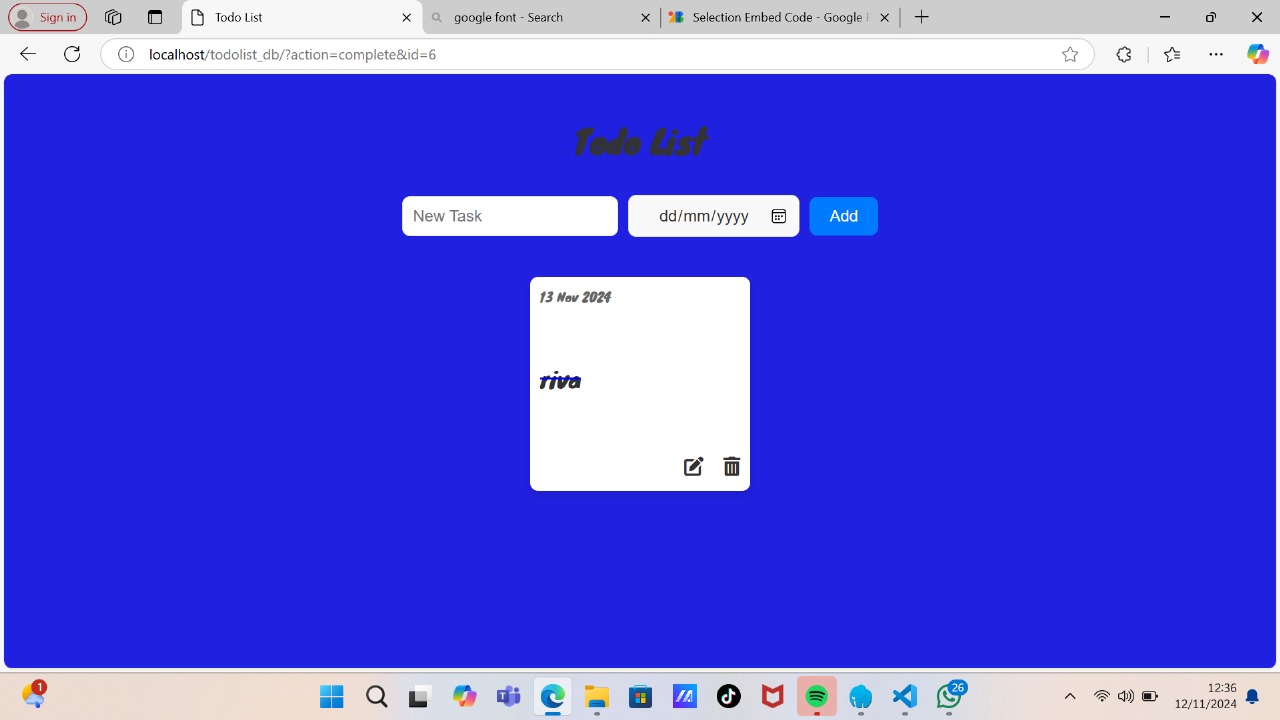 Sign in
Todo List
google font - Search
Selection Embed Code - Google F
localhost/todolist_db/?action=complete&id=6
Todo List
New Task
dd/mm/yyyy
Add
13 Nov 2024
riva
1
26
12:36
12/11/2024